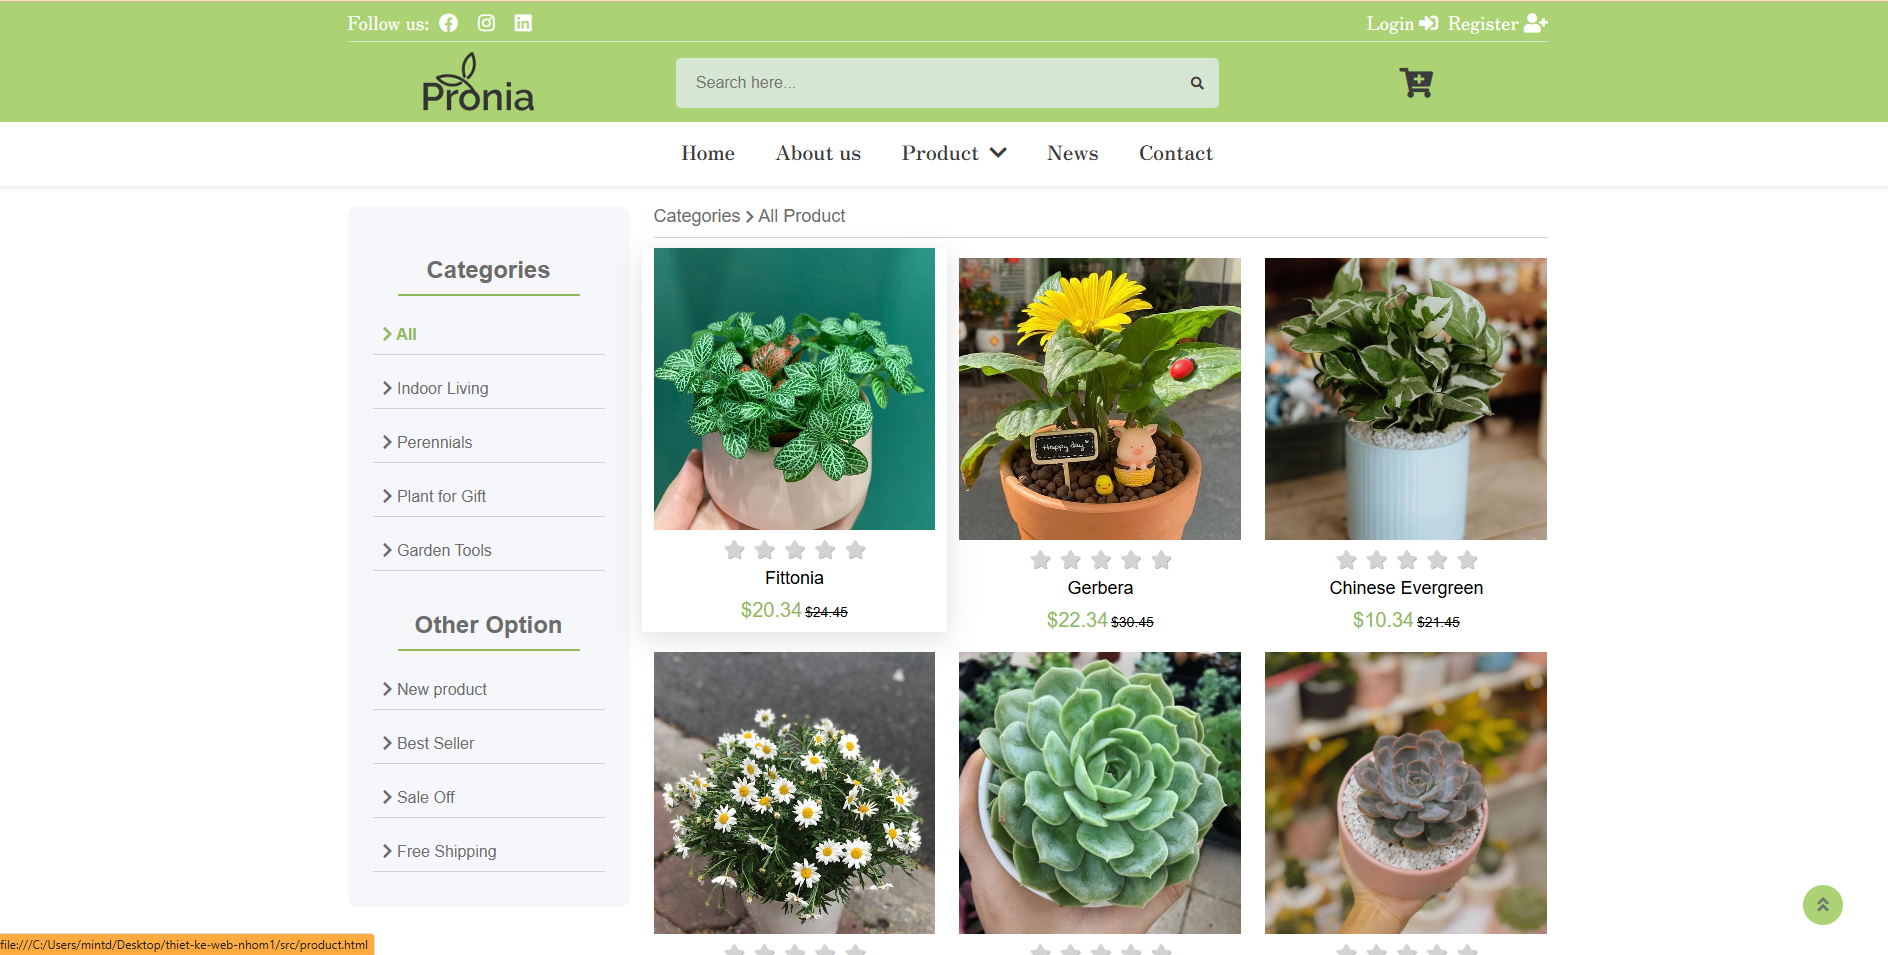 Follow us:
Login Register
Pronia
Search here...
Home About us Product News Contact
Categories
All
Indoor Living
Perennials
Plant for Gift
Garden Tools
Other Option
New product
Best Seller
Sale Off
Free Shipping
Categories All Product
Fittonia
$20.34 $24.45
Happy day
Gerbera
$22.34 $30.45
Chinese Evergreen
$10.34 $21.45
file:///C:/Users/mintd/Desktop/thiet-ke-web-nhom1/src/product.html